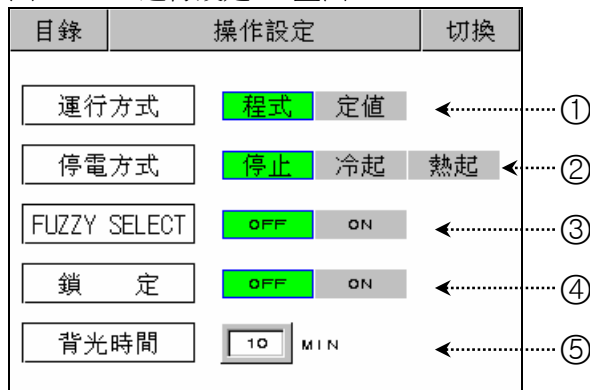 目錄 操作設定 切換
運行方式 程式 定值 ①
停電方式 停止 冷起 熱起 ②
FUZZY SELECT OFF ON ③
鎖 定 OFF ON ④
背光時間 10 MIN ⑤